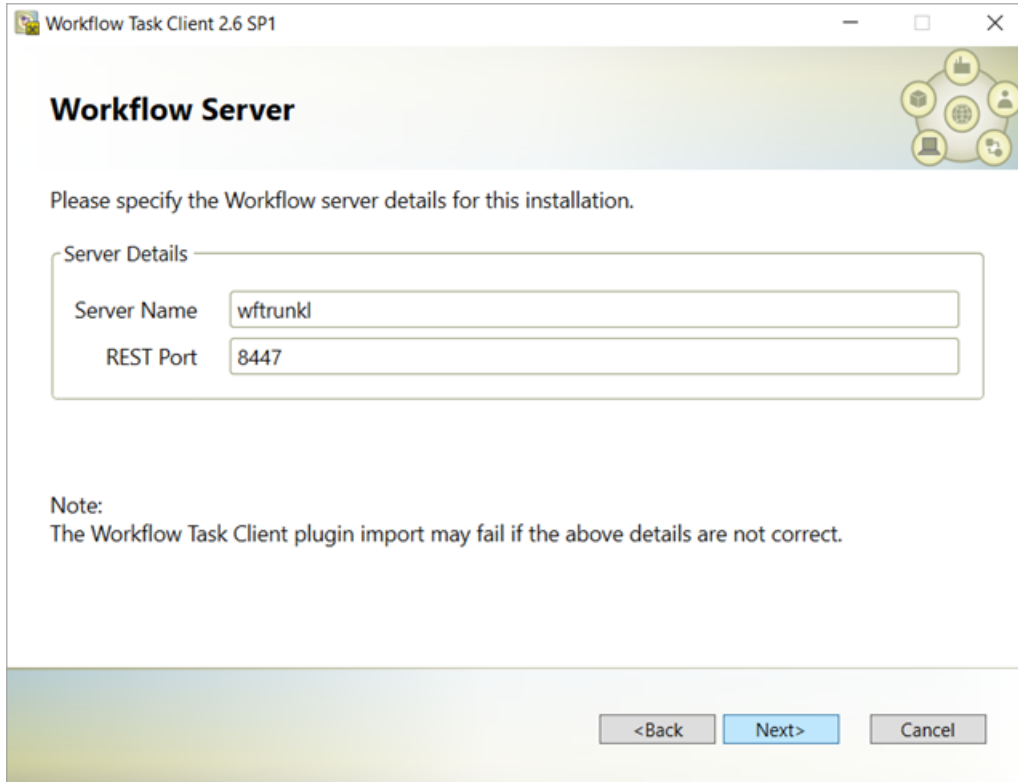 Workflow Task Client 2.6 SP1
Workflow Server
Please specify the Workflow server details for this installation.
Server Details
Server Name wftrunkl
REST Port 8447
Note:
The Workflow Task Client plugin import may fail if the above details are not correct.
<Back Next> Cancel